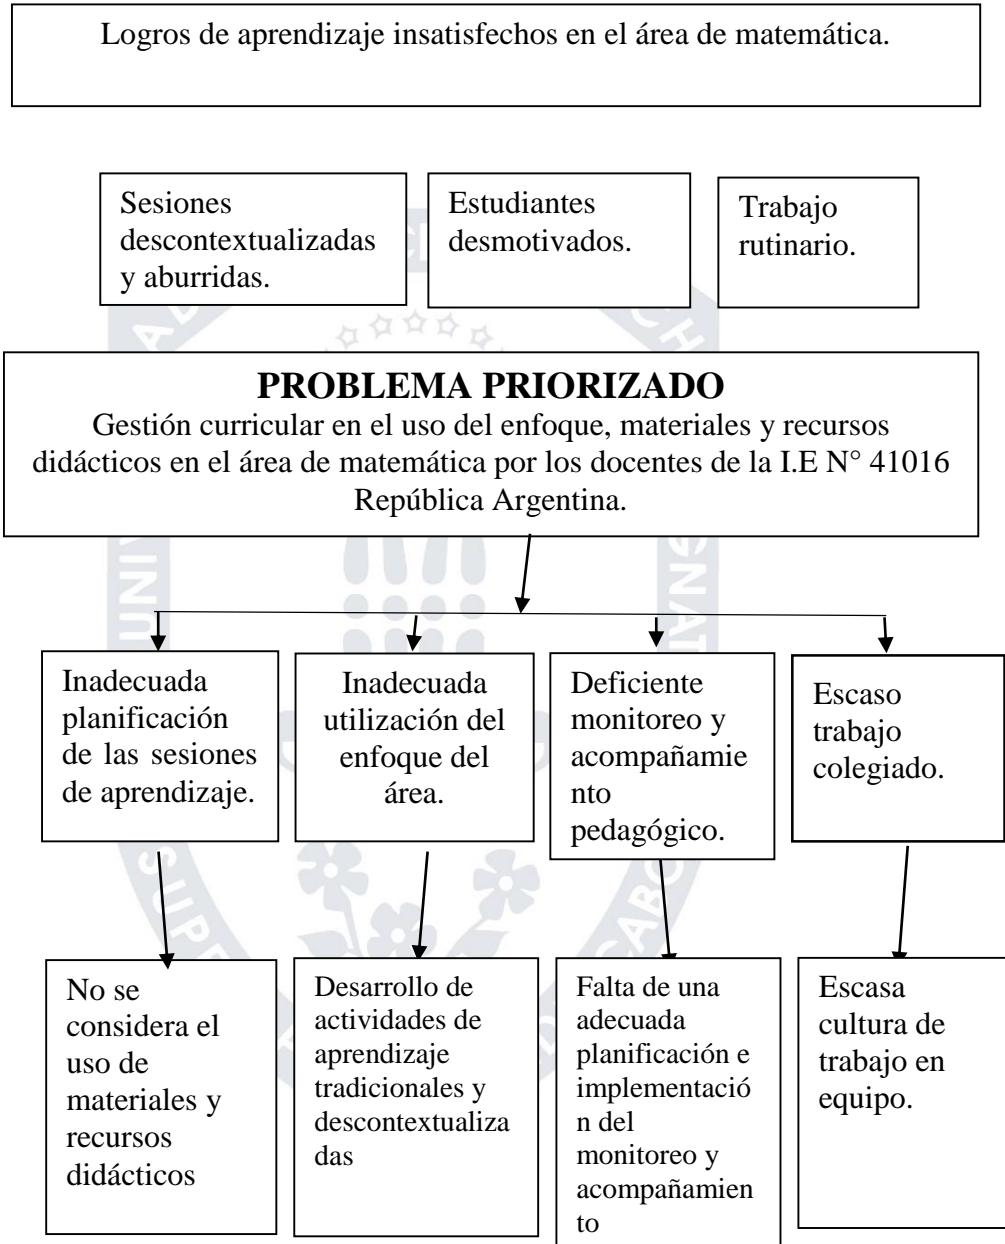 Logros de aprendizaje insatisfechos en el área de matemática.
Sesiones
descontextualizadas
y aburridas.
Estudiantes
desmotivados.
Trabajo
rutinario.
PROBLEMA PRIORIZADO
Gestión curricular en el uso del enfoque, materiales y recursos
didácticos en el área de matemática por los docentes de la I.E N° 41016
República Argentina.
Inadecuada
planificación
de las sesiones
de aprendizaje.
Inadecuada
utilización del
enfoque del
área.
Deficiente
monitoreo y
acompañamie
nto
pedagógico.
Escaso
trabajo
colegiado.
No se
considera el
uso de
materiales y
recursos
didácticos
Desarrollo de
actividades de
aprendizaje
tradicionales y
descontextualiza
das
Falta de una
adecuada
planificación e
implementació
n del
monitoreo y
acompañamien
to
Escasa
cultura de
trabajo en
equipo.